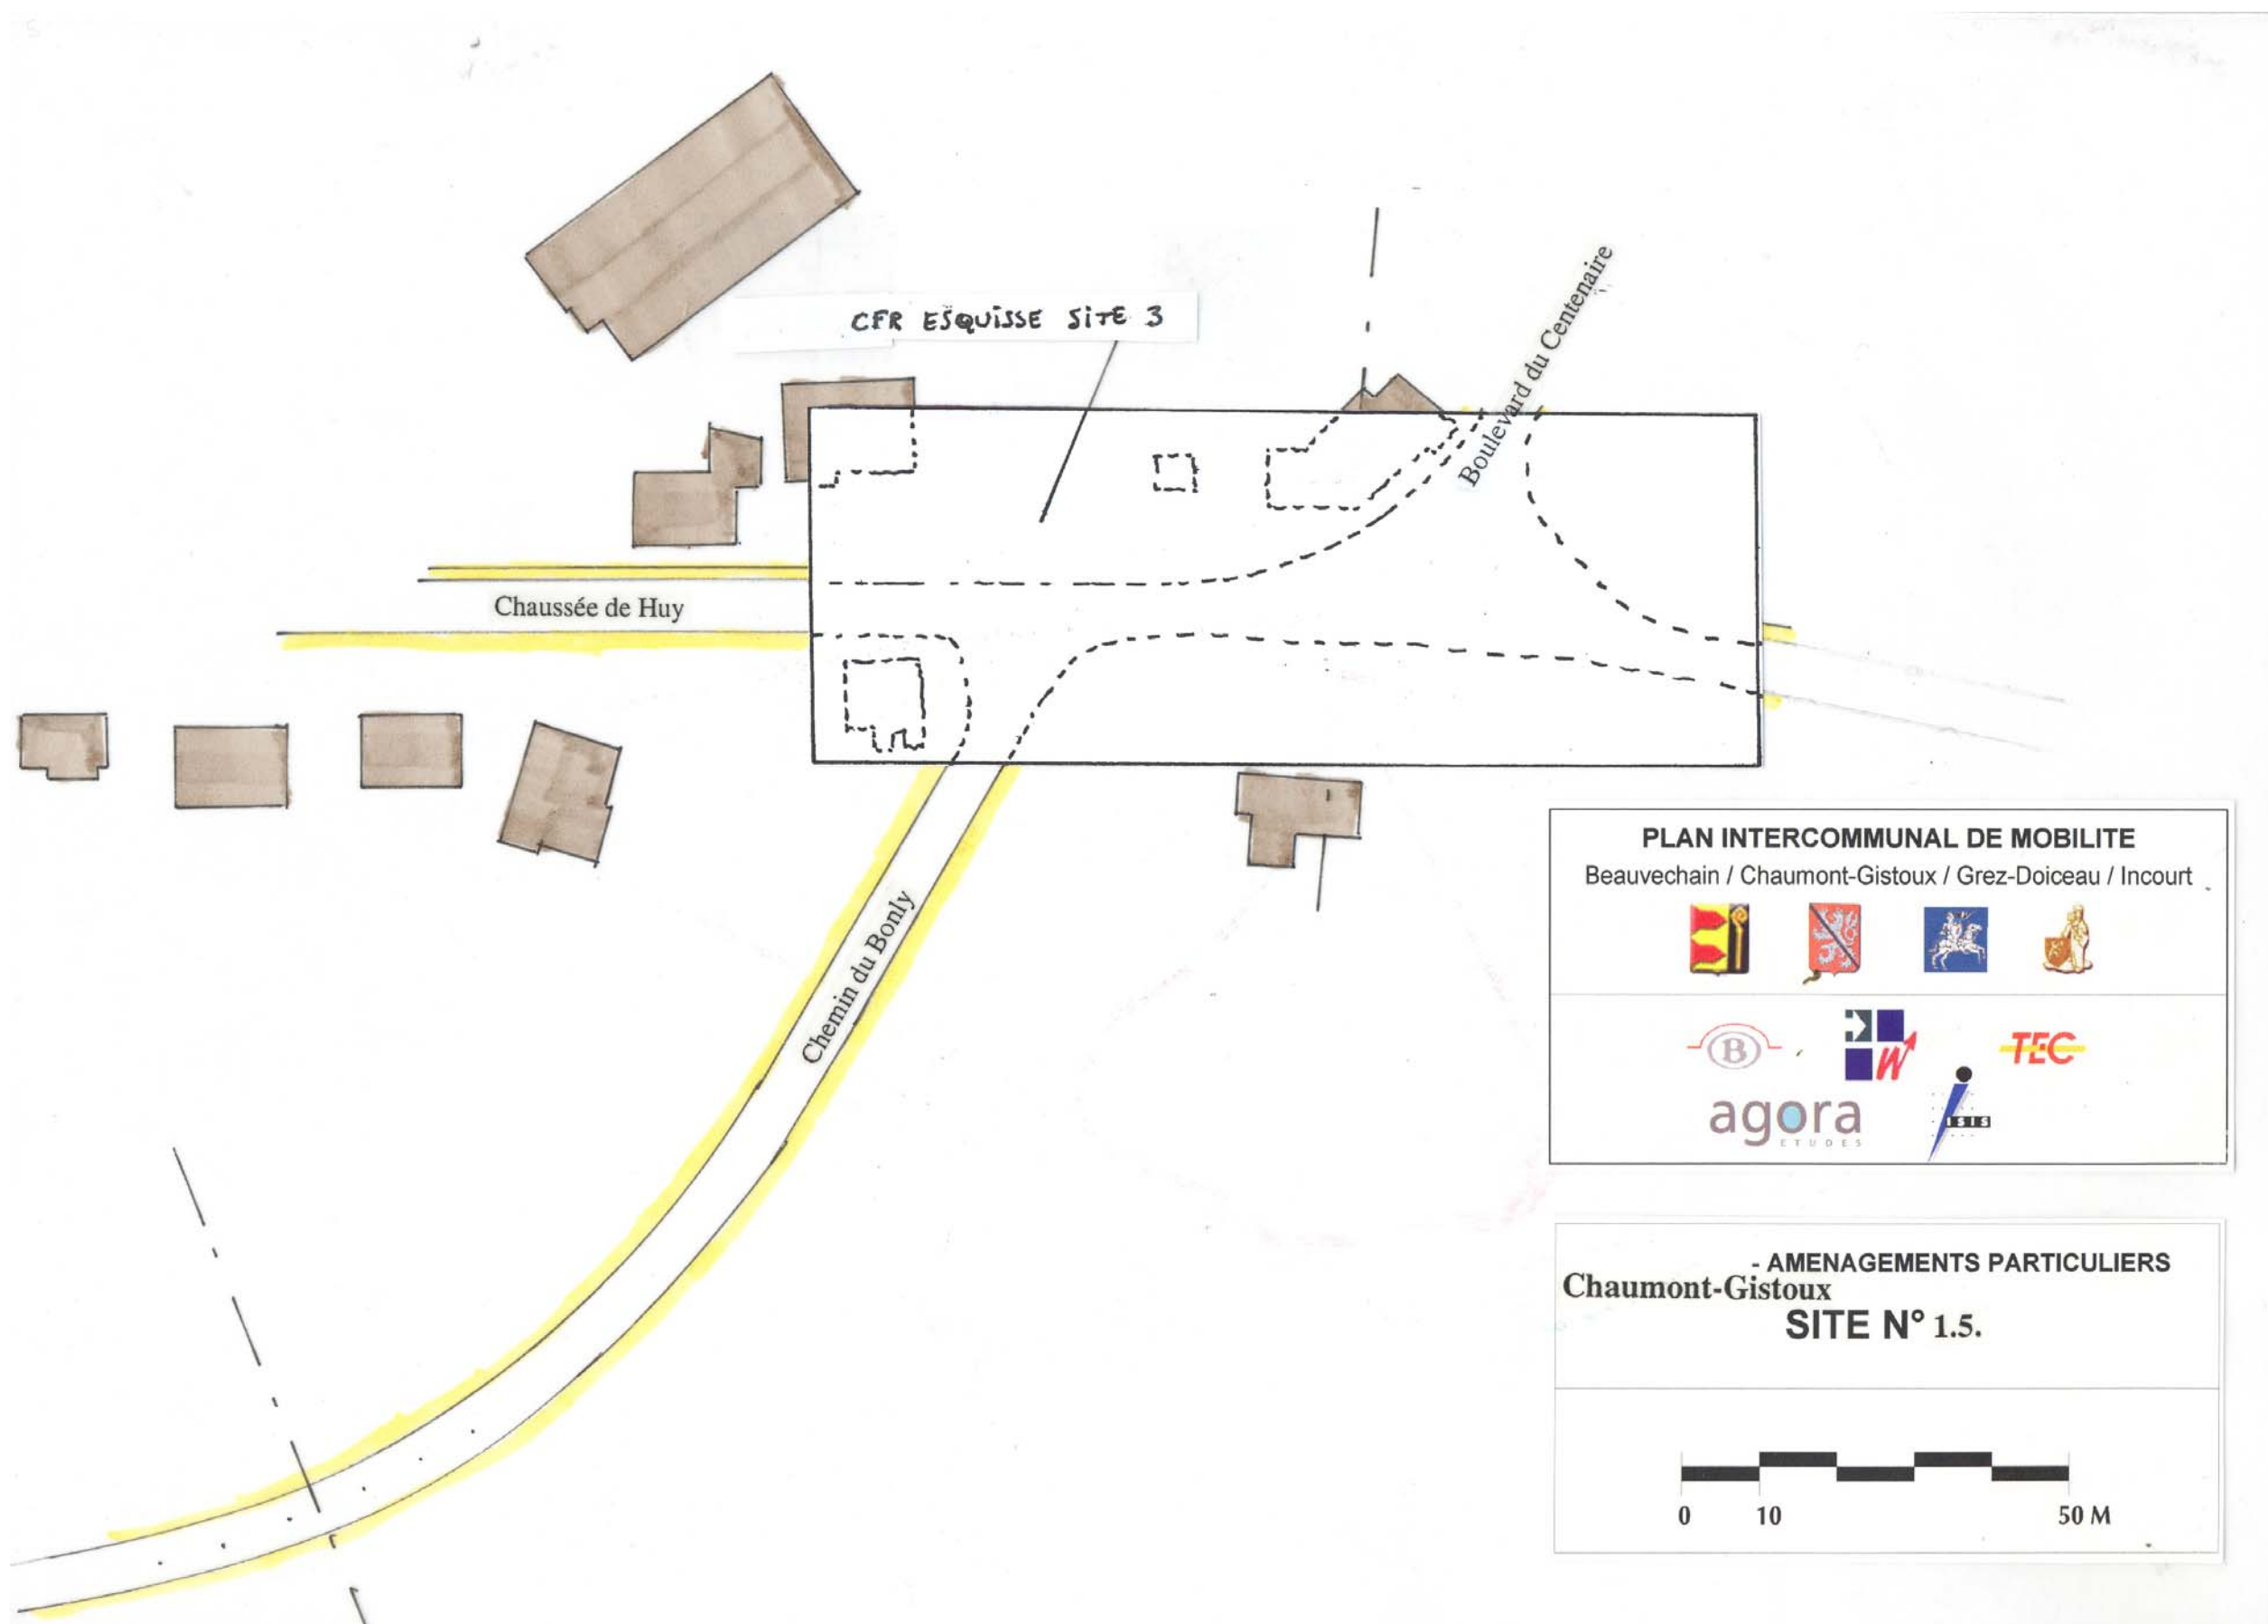 CFR ESQUISSE SITE 3
Boulevard du Centenaire
Chaussée de Huy
Chemin du Bonly
PLAN INTERCOMMUNAL DE MOBILITE
Beauvechain / Chaumont-Gistoux / Grez-Doiceau / Incourt
B
W
TEC
agora
ETUDES
ISIS
- AMENAGEMENTS PARTICULIERS
Chaumont-Gistoux
SITE N° 1.5.
0 10 50 M